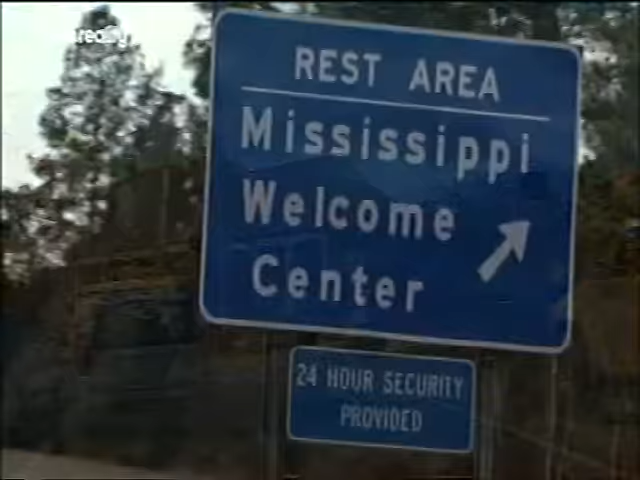 REST AREA
Mississippi
Welcome
Center
24 HOUR SECURITY
PROVIDED